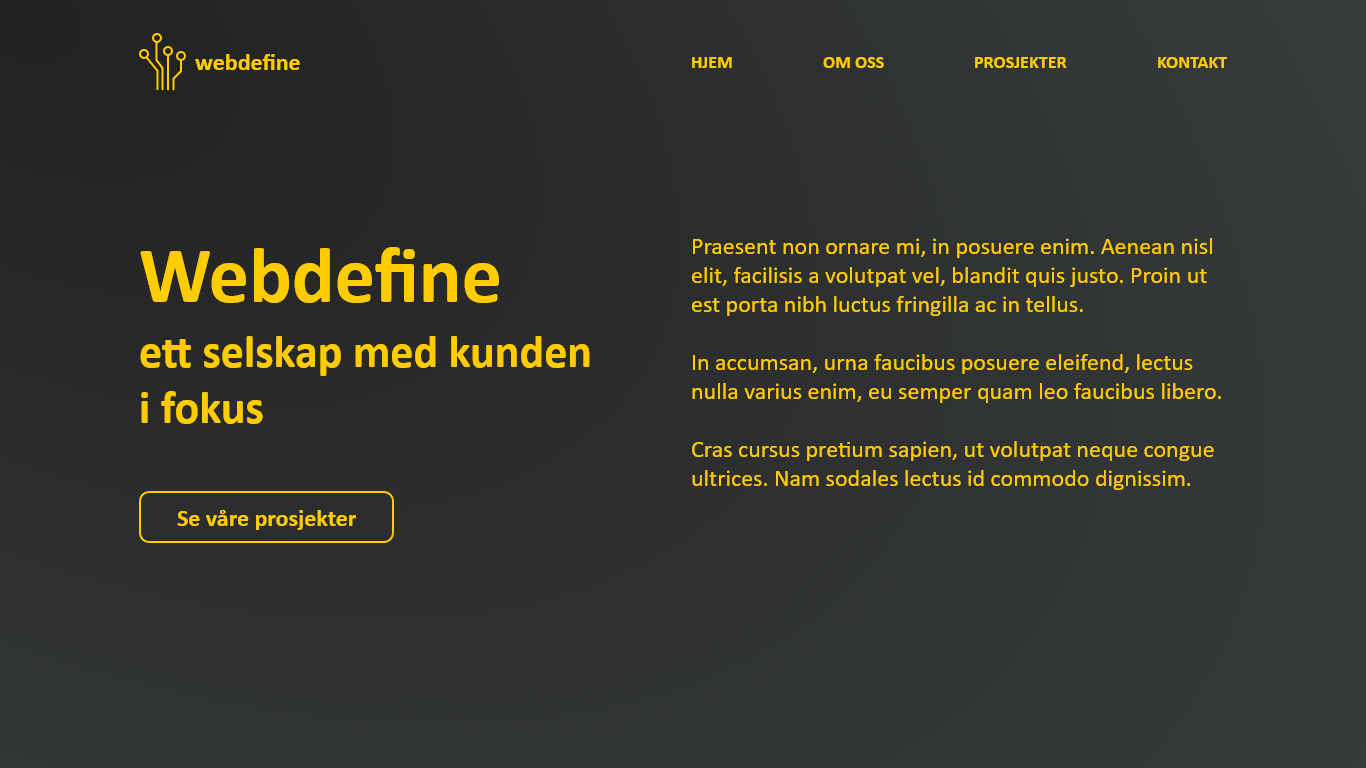 webdefine
HJEM OM OSS PROSJEKTER KONTAKT
Webdefine
ett selskap med kunden
i fokus
Se våre prosjekter
Praesent non ornare mi, in posuere enim. Aenean nisl
elit, facilisis a volutpat vel, blandit quis justo. Proin ut
est porta nibh luctus fringilla ac in tellus.
In accumsan, urna faucibus posuere eleifend, lectus
nulla varius enim, eu semper quam leo faucibus libero.
Cras cursus pretium sapien, ut volutpat neque congue
ultrices. Nam sodales lectus id commodo dignissim.